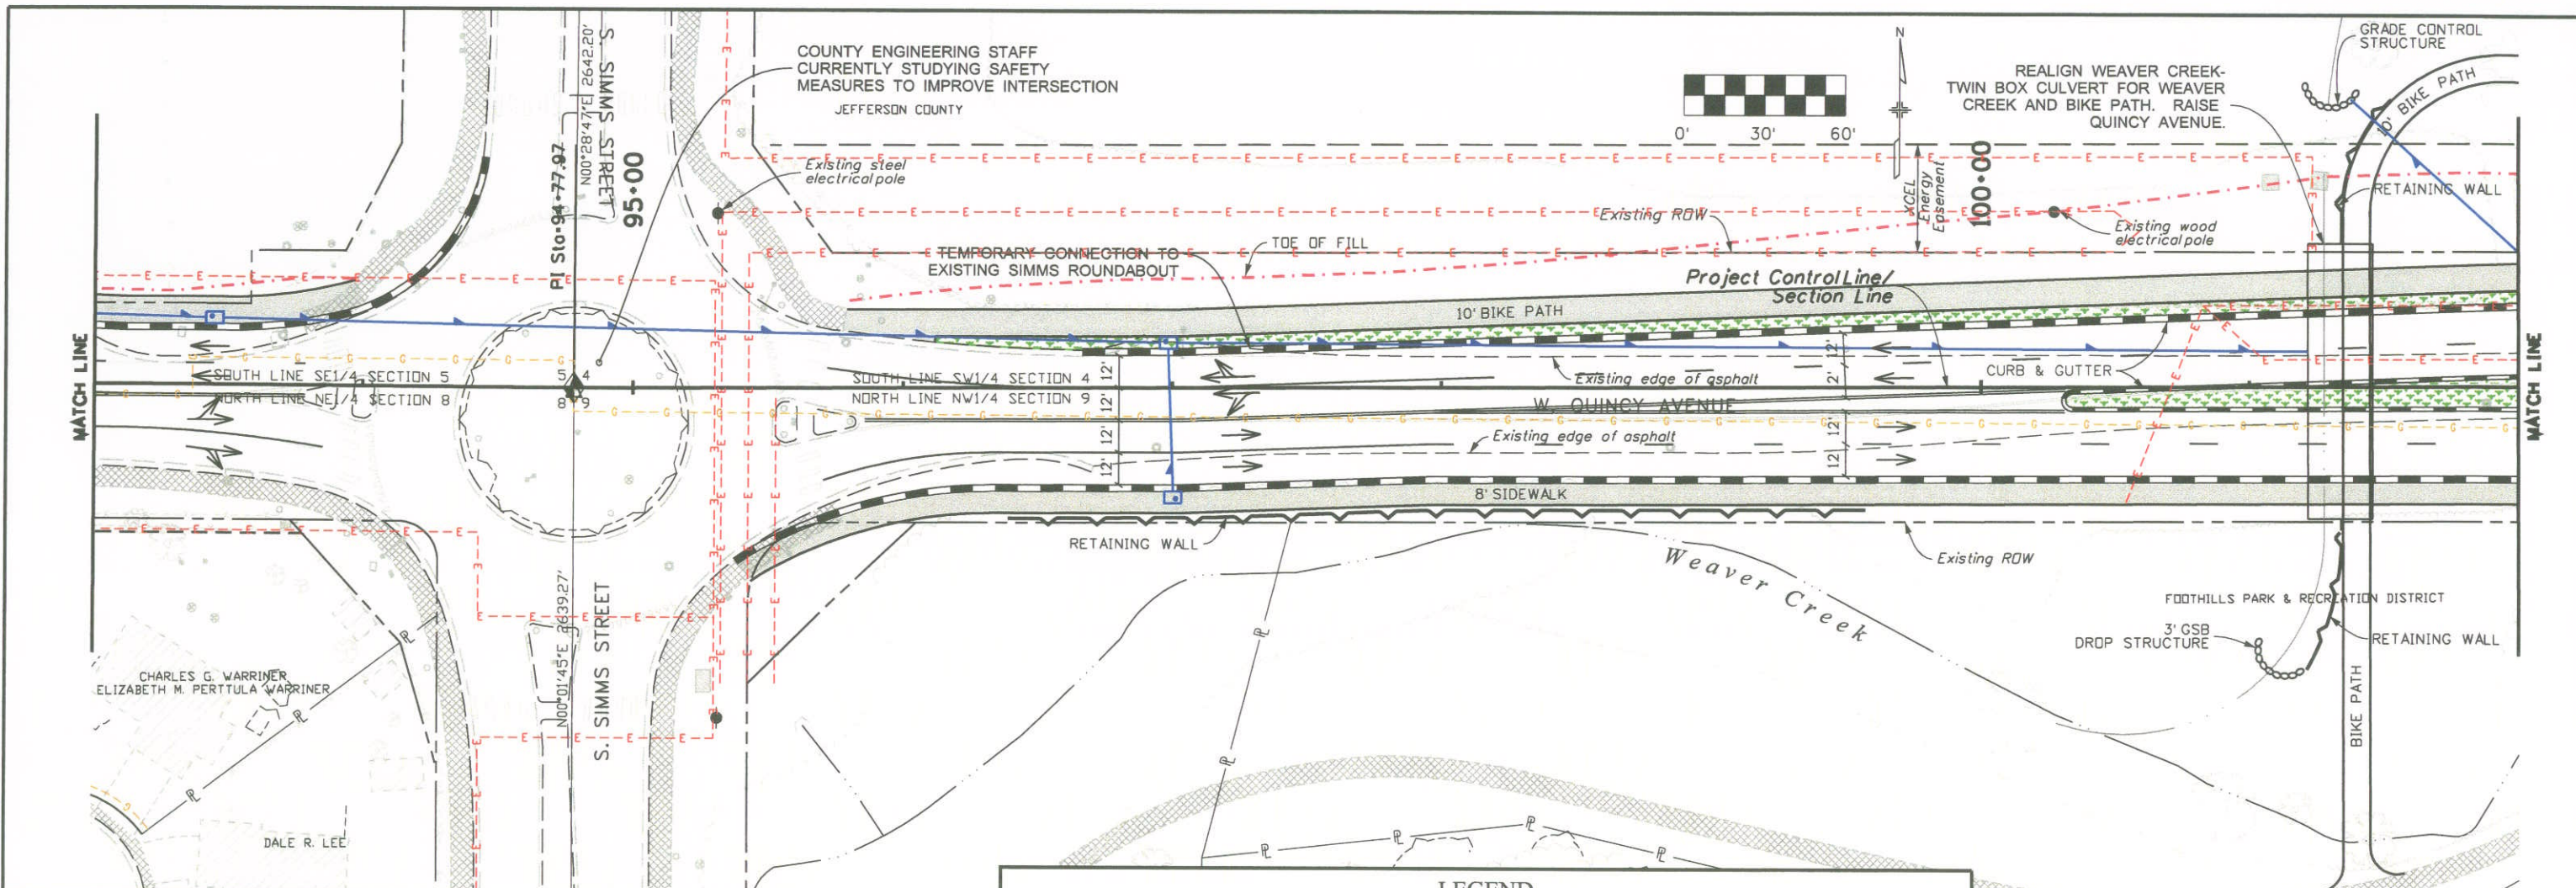 COUNTY ENGINEERING STAFF
CURRENTLY STUDYING SAFETY
MEASURES TO IMPROVE INTERSECTION
JEFFERSON COUNTY
S. SIMMS STREET
N00°28'47"E 2642.20'
PI Sta•94•77.97
95•00
Existing steel
electrical pole
0' 30' 60'
N
XCEL
Energy
Easement
100•00
REALIGN WEAVER CREEK-
TWIN BOX CULVERT FOR WEAVER
CREEK AND BIKE PATH. RAISE
QUINCY AVENUE.
GRADE CONTROL
STRUCTURE
10' BIKE PATH
RETAINING WALL
Existing ROW
Existing wood
electrical pole
TEMPORARY CONNECTION TO
EXISTING SIMMS ROUNDABOUT
TOE OF FILL
Project Control Line/
Section Line
10' BIKE PATH
MATCH LINE
SOUTH LINE SE1/4 SECTION 5
NORTH LINE NE1/4 SECTION 8
5 4
8 9
SOUTH LINE SW1/4 SECTION 4
NORTH LINE NW1/4 SECTION 9
12'
12'
12'
12'
Existing edge of asphalt
W. QUINCY AVENUE
Existing edge of asphalt
12'
2'
12'
12'
CURB & GUTTER
MATCH LINE
8' SIDEWALK
RETAINING WALL
Weaver Creek
Existing ROW
FOOTHILLS PARK & RECREATION DISTRICT
3' GSB
DROP STRUCTURE
RETAINING WALL
BIKE PATH
N00°01'45"E 2639.27'
S. SIMMS STREET
CHARLES G. WARRINER
ELIZABETH M. PERTTULA WARRINER
DALE R. LEE
LEGEND